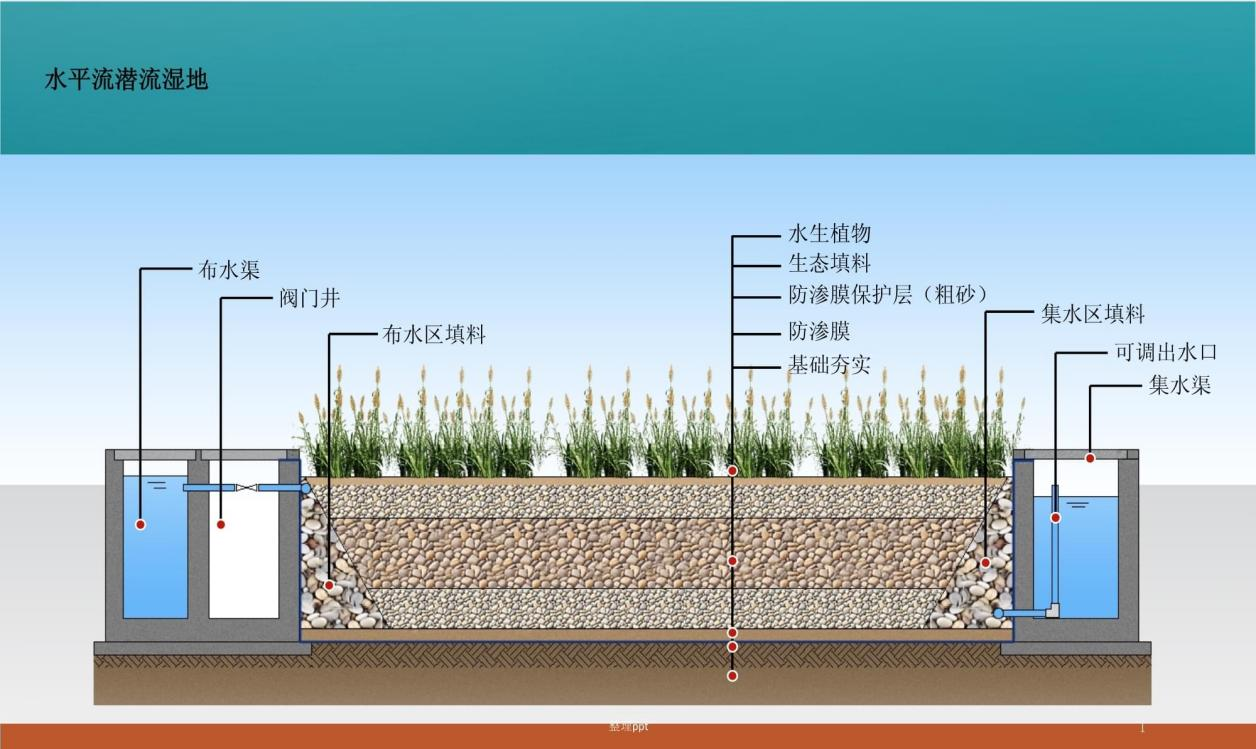 水平流潜流湿地
水生植物
生态填料
防渗膜保护层（粗砂）
防渗膜
基础夯实
布水渠
阀门井
布水区填料
集水区填料
可调出水口
集水渠
整理ppt
1